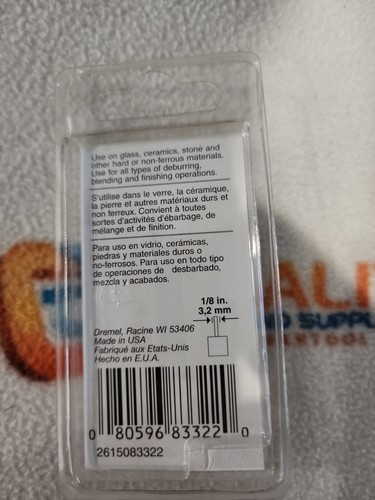 Use on glass, ceramics, stone and
other hard or non-ferrous materials.
Use for all types of deburring,
blending and finishing operations.
S'utilise dans le verre, la céramique,
la pierre et autres matériaux durs et
non ferreux. Convient à toutes
sortes d'activités d'ébarbage, de
mélange et de finition.
Para uso en vidrio, cerámicas,
piedras y materiales duros o
no-ferrosos. Para uso en todo tipo
de operaciones de desbarbado,
mezcla y acabados.
1/8 in.
3,2 mm
Dremel, Racine WI 53406
Made in USA
Fabriqué aux Etats-Unis
Hecho en E.U.A.
0 80596 83322 0
2615083322
SUPPL